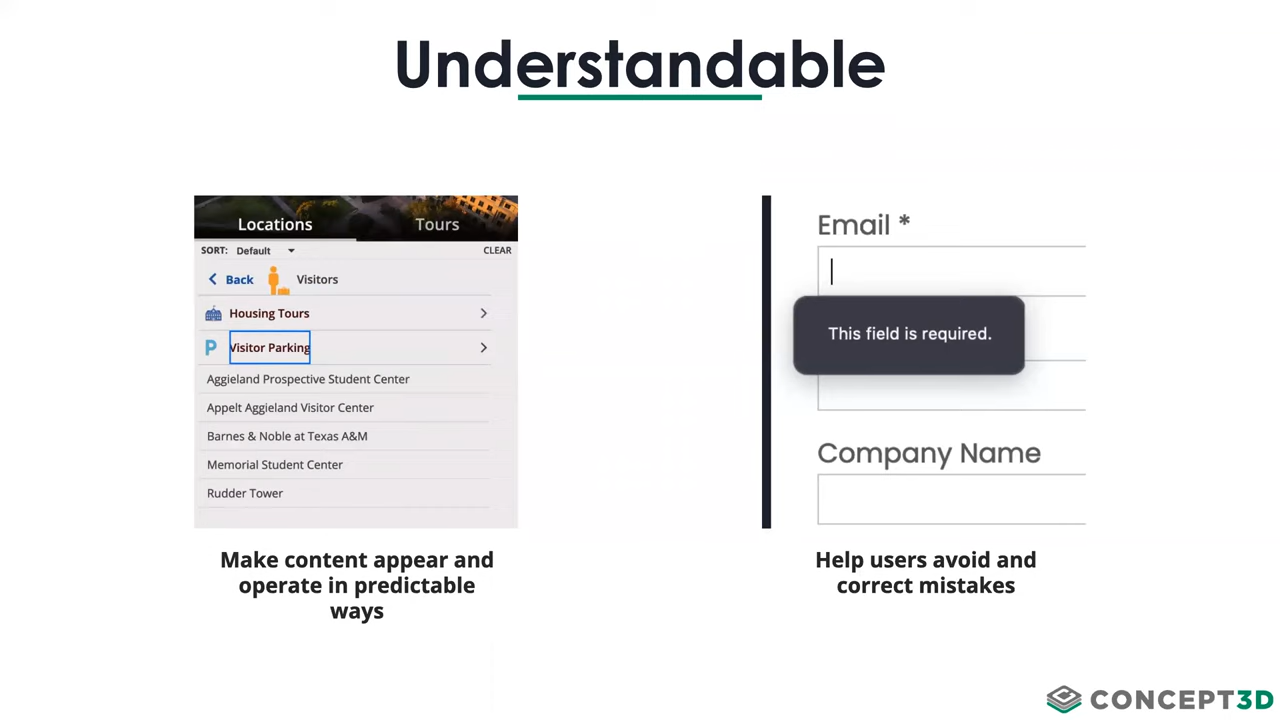 Understandable
Locations Tours
SORT: Default CLEAR
Back Visitors
Housing Tours
Visitor Parking
Aggieland Prospective Student Center
Appelt Aggieland Visitor Center
Barnes & Noble at Texas A&M
Memorial Student Center
Rudder Tower
Make content appear and
operate in predictable
ways
Email *
This field is required.
Company Name
Help users avoid and
correct mistakes
CONCEPT3D